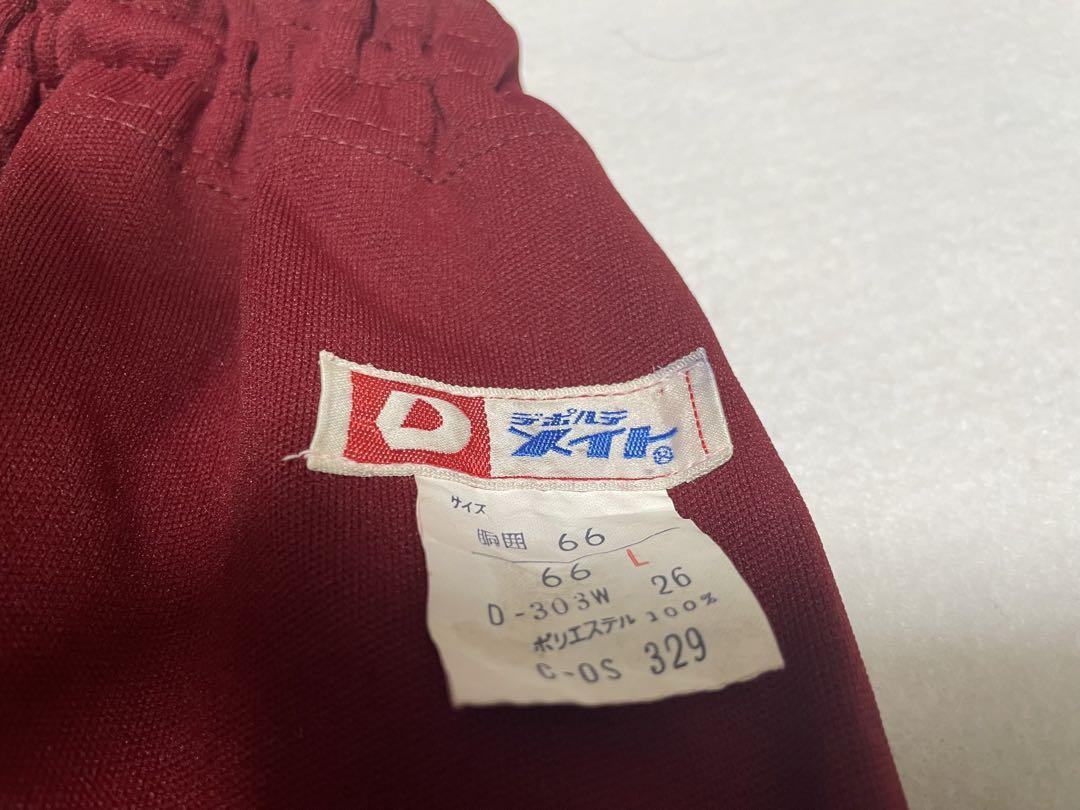 D
デポルテ
メイト®
サイズ
胴囲 66
66 L
D-303W 26
ポリエステル 100%
C-OS 329